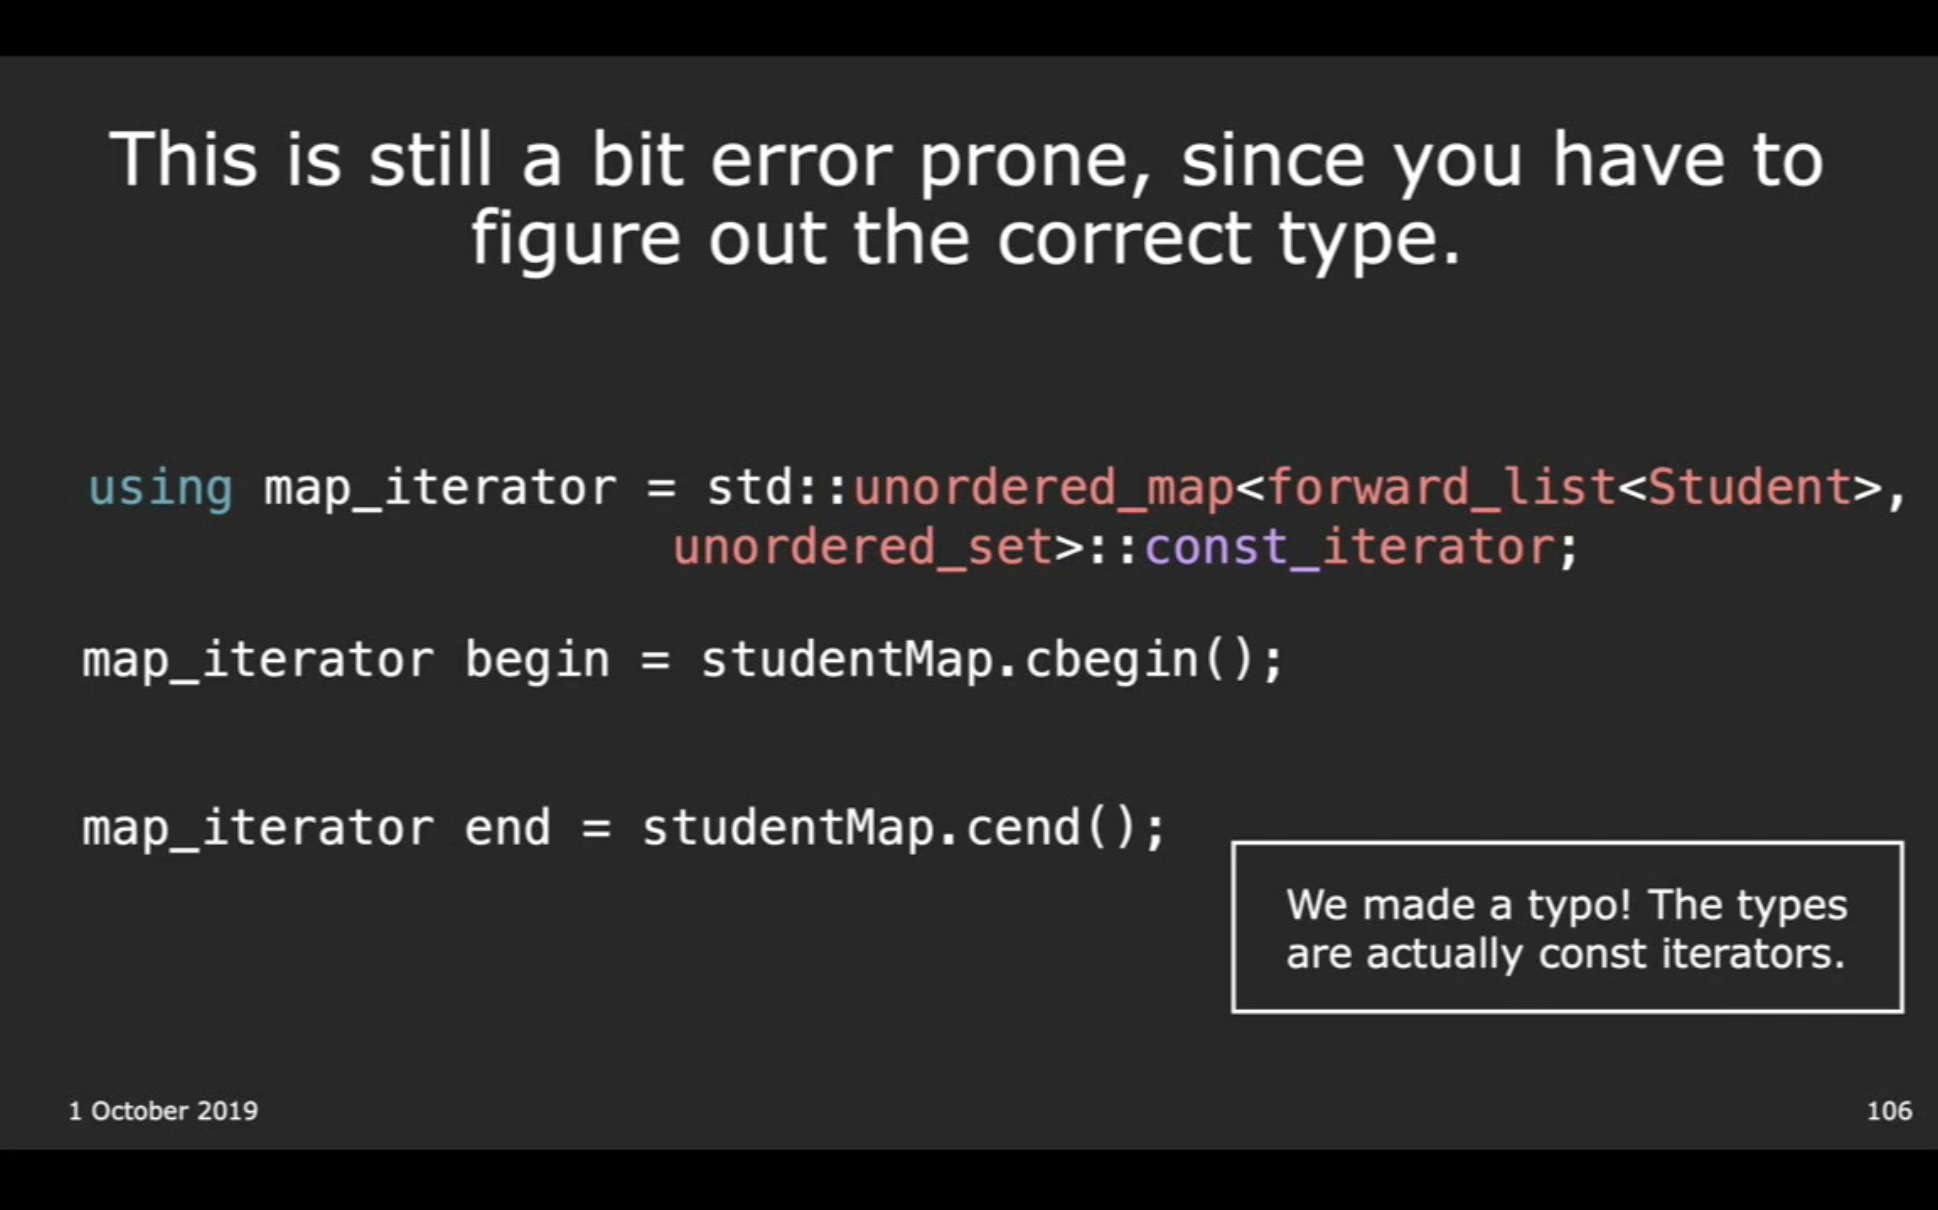 This is still a bit error prone, since you have to
figure out the correct type.
using map_iterator = std::unordered_map<forward_list<Student>,
unordered_set>::const_iterator;
map_iterator begin = studentMap.cbegin();
map_iterator end = studentMap.cend();
We made a typo! The types
are actually const iterators.
1 October 2019
106